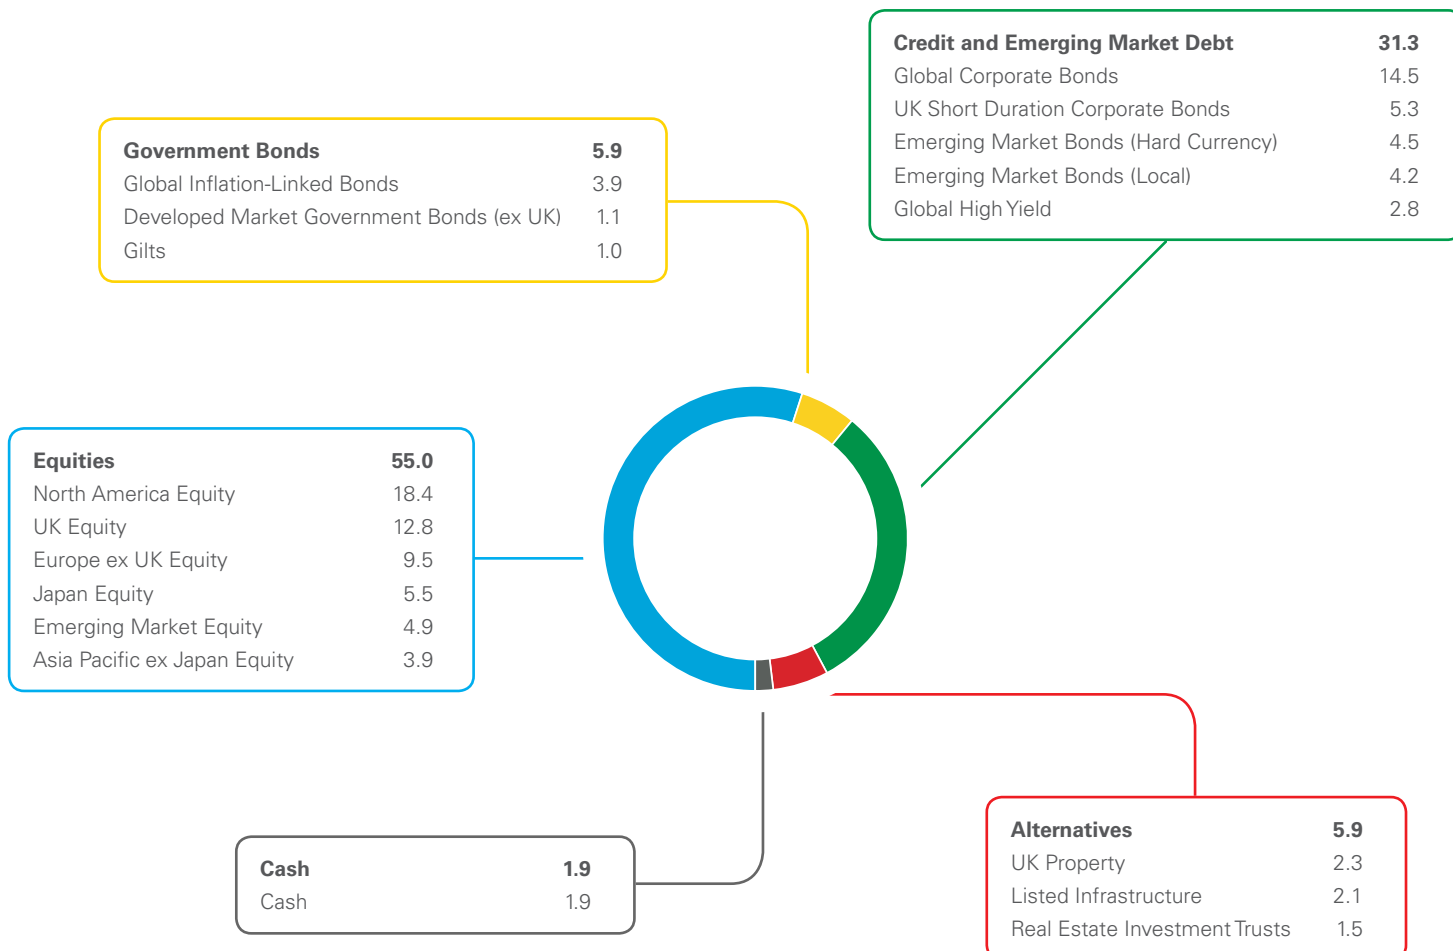 Credit and Emerging Market Debt 31.3
Global Corporate Bonds 14.5
UK Short Duration Corporate Bonds 5.3
Emerging Market Bonds (Hard Currency) 4.5
Emerging Market Bonds (Local) 4.2
Global High Yield 2.8
Government Bonds 5.9
Global Inflation-Linked Bonds 3.9
Developed Market Government Bonds (ex UK) 1.1
Gilts 1.0
Equities 55.0
North America Equity 18.4
UK Equity 12.8
Europe ex UK Equity 9.5
Japan Equity 5.5
Emerging Market Equity 4.9
Asia Pacific ex Japan Equity 3.9
Cash 1.9
Cash 1.9
Alternatives 5.9
UK Property 2.3
Listed Infrastructure 2.1
Real Estate Investment Trusts 1.5